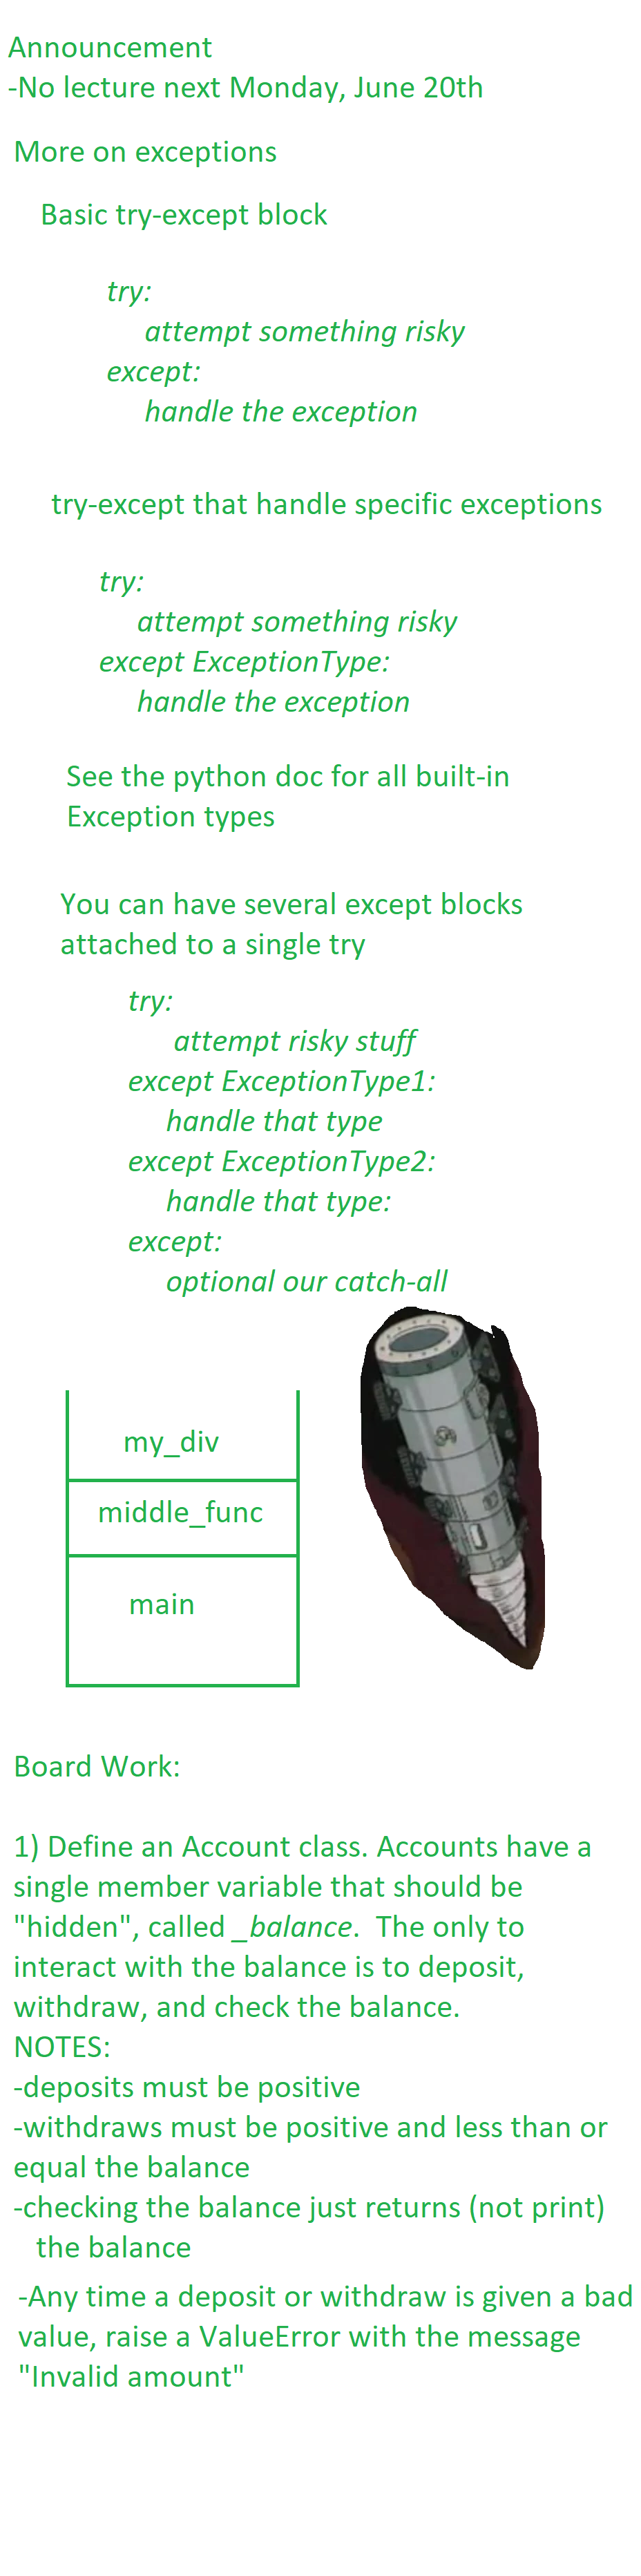 Announcement
-No lecture next Monday, June 20th
More on exceptions
Basic try-except block
try:
attempt something risky
except:
handle the exception
try-except that handle specific exceptions
try:
attempt something risky
except ExceptionType:
handle the exception
See the python doc for all built-in
Exception types
You can have several except blocks
attached to a single try
try:
attempt risky stuff
except ExceptionType1:
handle that type
except ExceptionType2:
handle that type:
except:
optional our catch-all
my_div
middle_func
main
Board Work:
1) Define an Account class. Accounts have a
single member variable that should be
"hidden", called _balance.  The only to
interact with the balance is to deposit,
withdraw, and check the balance.
NOTES:
-deposits must be positive
-withdraws must be positive and less than or
equal the balance
-checking the balance just returns (not print)
the balance
-Any time a deposit or withdraw is given a bad
value, raise a ValueError with the message
"Invalid amount"